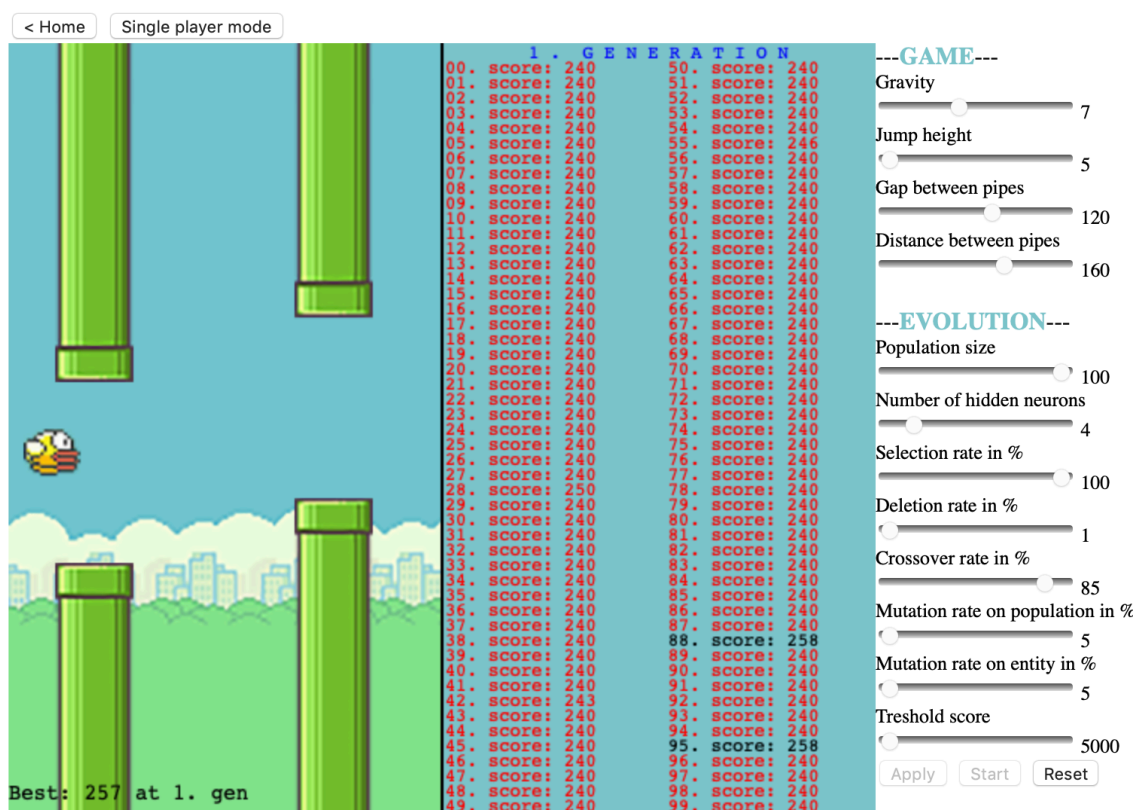 < Home
Single player mode
1. GENERATION
00. score: 240 50. score: 240
01. score: 240 51. score: 240
02. score: 240 52. score: 240
03. score: 240 53. score: 240
04. score: 240 54. score: 240
05. score: 240 55. score: 246
06. score: 240 56. score: 240
07. score: 240 57. score: 240
08. score: 240 58. score: 240
09. score: 240 59. score: 240
10. score: 240 60. score: 240
11. score: 240 61. score: 240
12. score: 240 62. score: 240
13. score: 240 63. score: 240
14. score: 240 64. score: 240
15. score: 240 65. score: 240
16. score: 240 66. score: 240
17. score: 240 67. score: 240
18. score: 240 68. score: 240
19. score: 240 69. score: 240
20. score: 240 70. score: 240
21. score: 240 71. score: 240
22. score: 240 72. score: 240
23. score: 240 73. score: 240
24. score: 240 74. score: 240
25. score: 240 75. score: 240
26. score: 240 76. score: 240
27. score: 240 77. score: 240
28. score: 250 78. score: 240
29. score: 240 79. score: 240
30. score: 240 80. score: 240
31. score: 240 81. score: 240
32. score: 240 82. score: 240
33. score: 240 83. score: 240
34. score: 240 84. score: 240
35. score: 240 85. score: 240
36. score: 240 86. score: 240
37. score: 240 87. score: 240
38. score: 240 88. score: 258
39. score: 240 89. score: 240
40. score: 240 90. score: 240
41. score: 240 91. score: 240
42. score: 243 92. score: 240
43. score: 240 93. score: 240
44. score: 240 94. score: 240
45. score: 240 95. score: 258
46. score: 240 96. score: 240
47. score: 240 97. score: 240
48. score: 240 98. score: 240
49. score: 240 99. score: 240
Best: 257 at 1. gen
---GAME---
Gravity
7
Jump height
5
Gap between pipes
120
Distance between pipes
160
---EVOLUTION---
Population size
100
Number of hidden neurons
4
Selection rate in %
100
Deletion rate in %
1
Crossover rate in %
85
Mutation rate on population in %
5
Mutation rate on entity in %
5
Treshold score
5000
Apply
Start
Reset